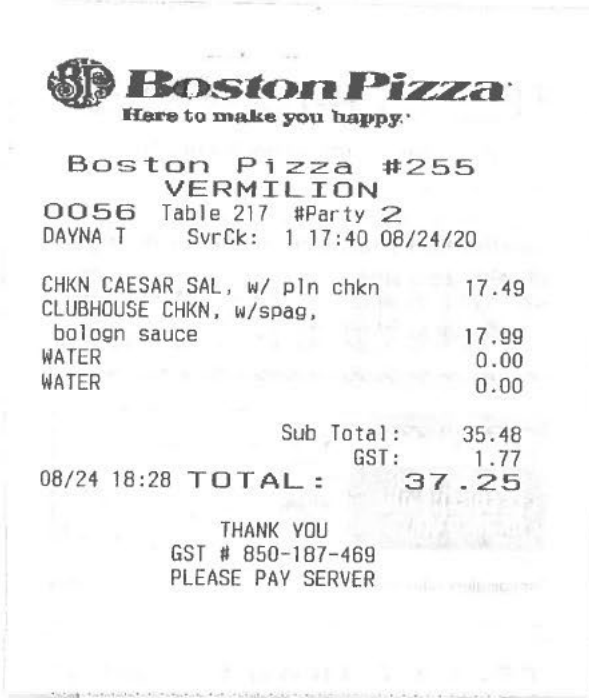 BP Boston Pizza
Here to make you happy.
Boston Pizza #255
VERMILION
0056 Table 217 #Party 2
DAYNA T SvrCk: 1 17:40 08/24/20
CHKN CAESAR SAL, w/ pln chkn 17.49
CLUBHOUSE CHKN, w/spag,
bologn sauce 17.99
WATER 0.00
WATER 0.00
Sub Total: 35.48
GST: 1.77
08/24 18:28 TOTAL: 37.25
THANK YOU
GST # 850-187-469
PLEASE PAY SERVER